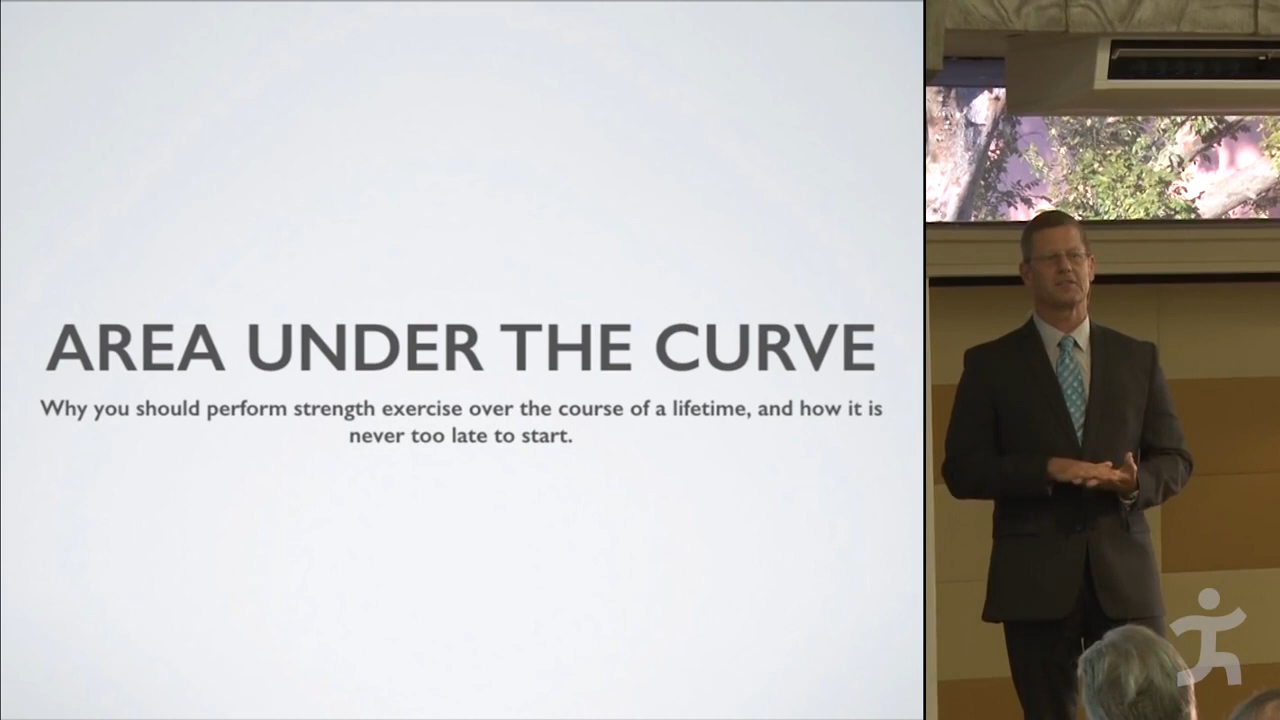 AREA UNDER THE CURVE
Why you should perform strength exercise over the course of a lifetime, and how it is
never too late to start.